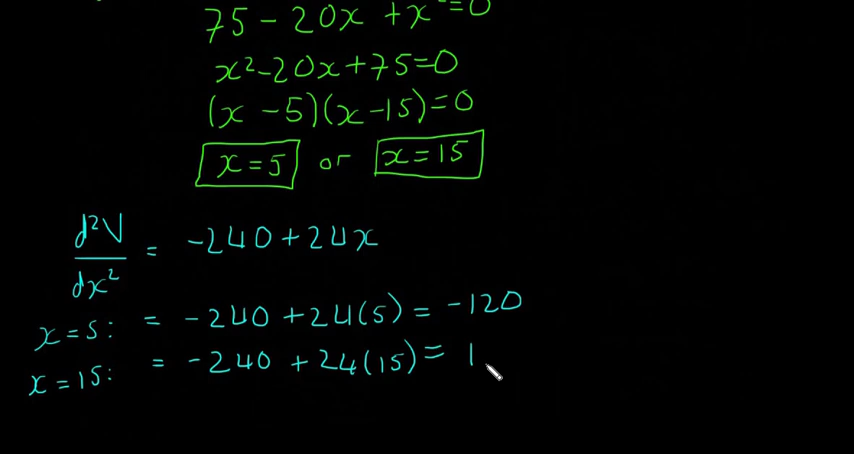 75 - 20x + x² = 0
x² - 20x + 75 = 0
(x - 5)(x - 15) = 0
x = 5 or x = 15
d²V/dx² = -240 + 24x
x = 5: = -240 + 24(5) = -120
x = 15: = -240 + 24(15) = 1